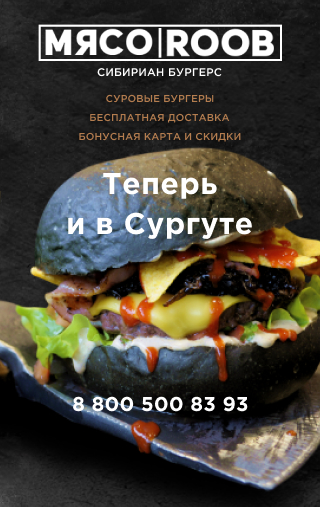 МЯСО|ROOB
СИБИРИАН БУРГЕРС
СУРОВЫЕ БУРГЕРЫ
БЕСПЛАТНАЯ ДОСТАВКА
БОНУСНАЯ КАРТА И СКИДКИ
Теперь
и в Сургуте
8 800 500 83 93